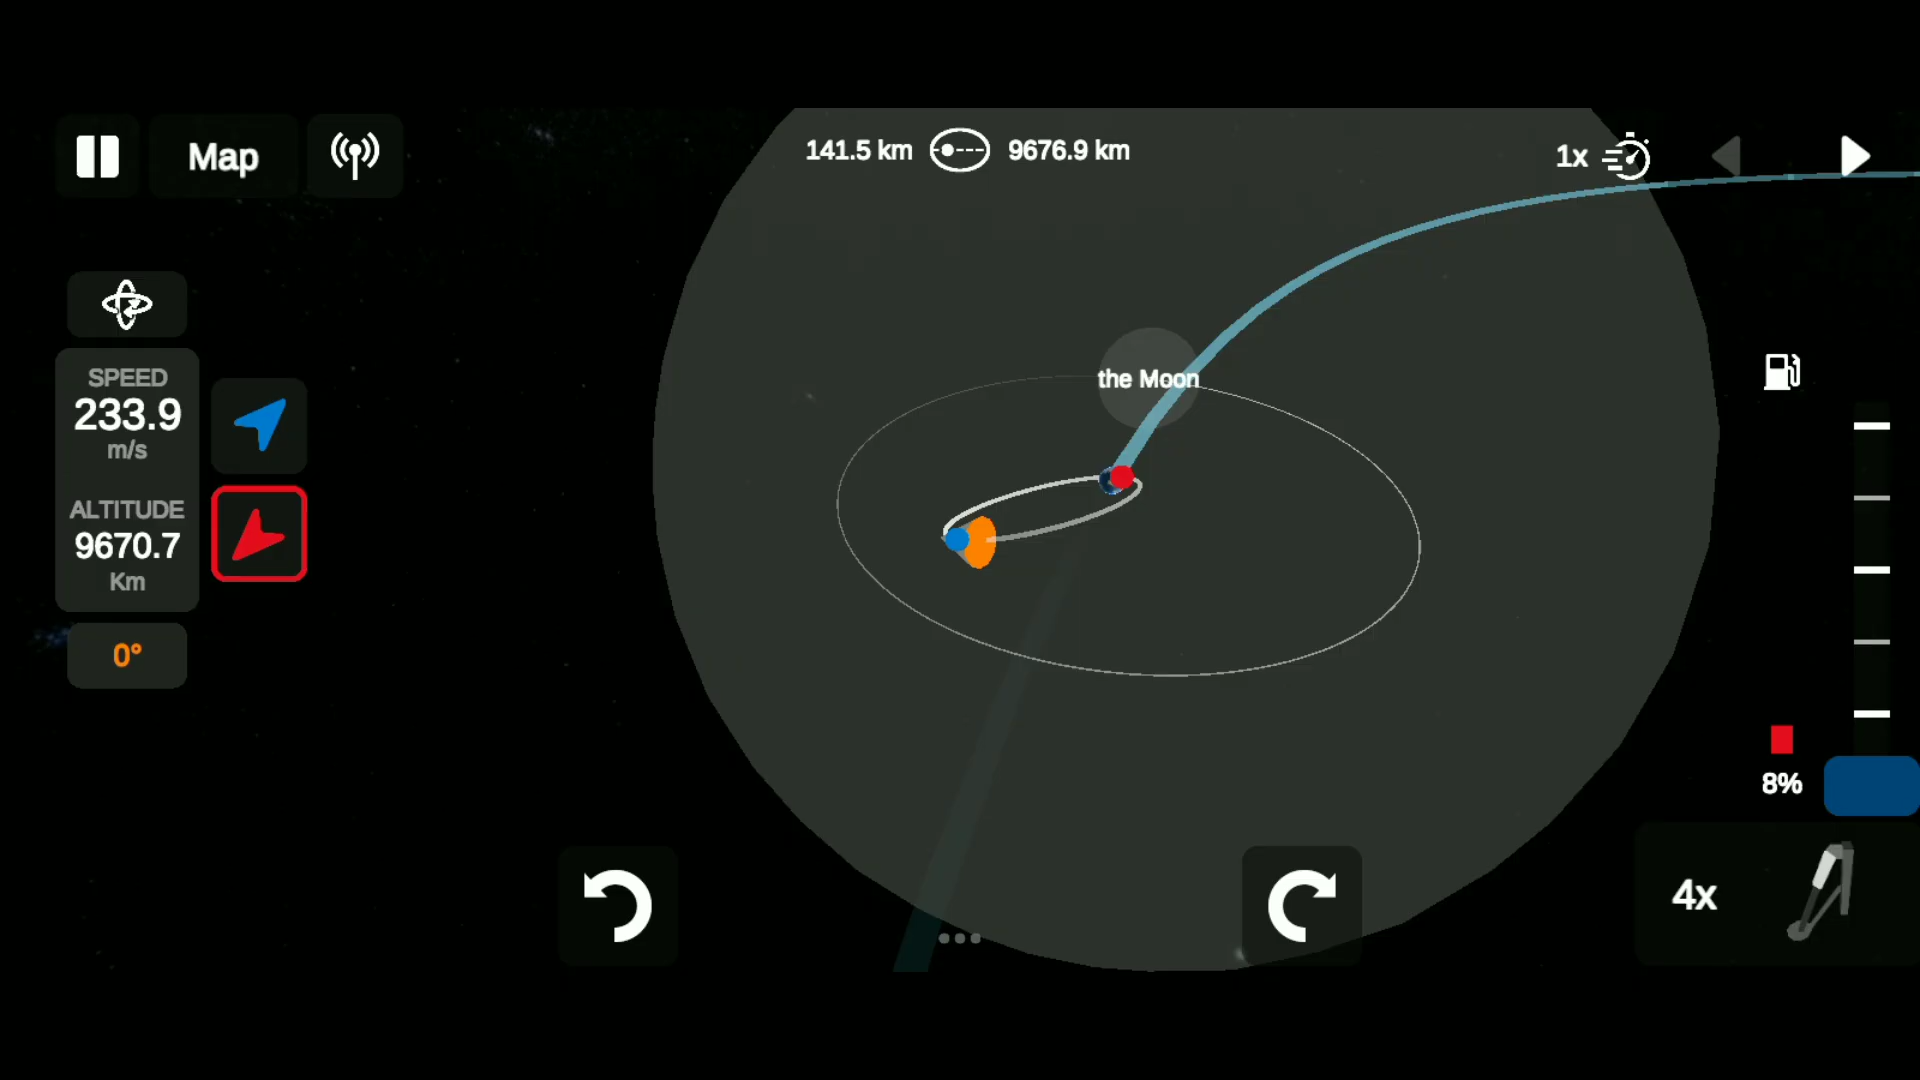 Map
141.5 km
9676.9 km
1x
SPEED
233.9
m/s
ALTITUDE
9670.7
Km
0°
the Moon
8%
4x